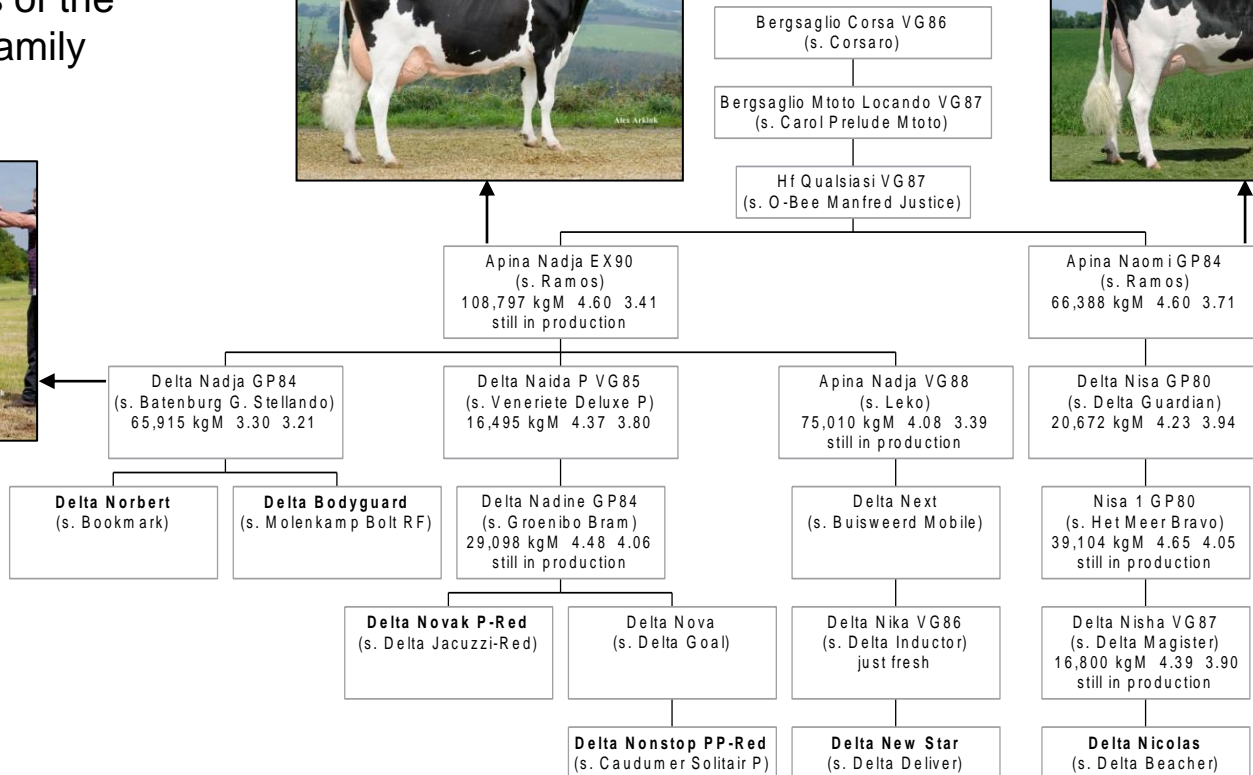 s of the
amily
Alex Arkink
Bergsaglio Corsa VG86
(s. Corsaro)
Bergsaglio Mtoto Locando VG87
(s. Carol Prelude Mtoto)
Hf Qualsiasi VG87
(s. O-Bee Manfred Justice)
Apina Nadja EX90
(s. Ramos)
108,797 kgM 4.60 3.41
still in production
Apina Naomi GP84
(s. Ramos)
66,388 kgM 4.60 3.71
Delta Nadja GP84
(s. Batenburg G. Stellando)
65,915 kgM 3.30 3.21
Delta Naida P VG85
(s. Veneriete Deluxe P)
16,495 kgM 4.37 3.80
Apina Nadja VG88
(s. Leko)
75,010 kgM 4.08 3.39
still in production
Delta Nisa GP80
(s. Delta Guardian)
20,672 kgM 4.23 3.94
Delta Norbert
(s. Bookmark)
Delta Bodyguard
(s. Molenkamp Bolt RF)
Delta Nadine GP84
(s. Groenibo Bram)
29,098 kgM 4.48 4.06
still in production
Delta Next
(s. Buisweerd Mobile)
Nisa 1 GP80
(s. Het Meer Bravo)
39,104 kgM 4.65 4.05
still in production
Delta Novak P-Red
(s. Delta Jacuzzi-Red)
Delta Nova
(s. Delta Goal)
Delta Nika VG86
(s. Delta Inductor)
just fresh
Delta Nisha VG87
(s. Delta Magister)
16,800 kgM 4.39 3.90
still in production
Delta Nonstop PP-Red
(s. Caudumer Solitair P)
Delta New Star
(s. Delta Deliver)
Delta Nicolas
(s. Delta Beacher)